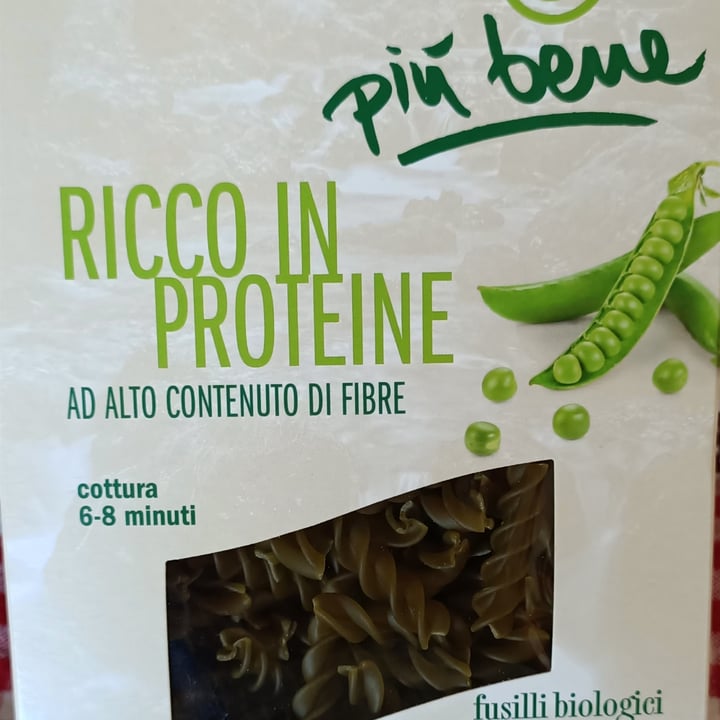 più bene
RICCO IN
PROTEINE
AD ALTO CONTENUTO DI FIBRE
cottura
6-8 minuti
fusilli biologici